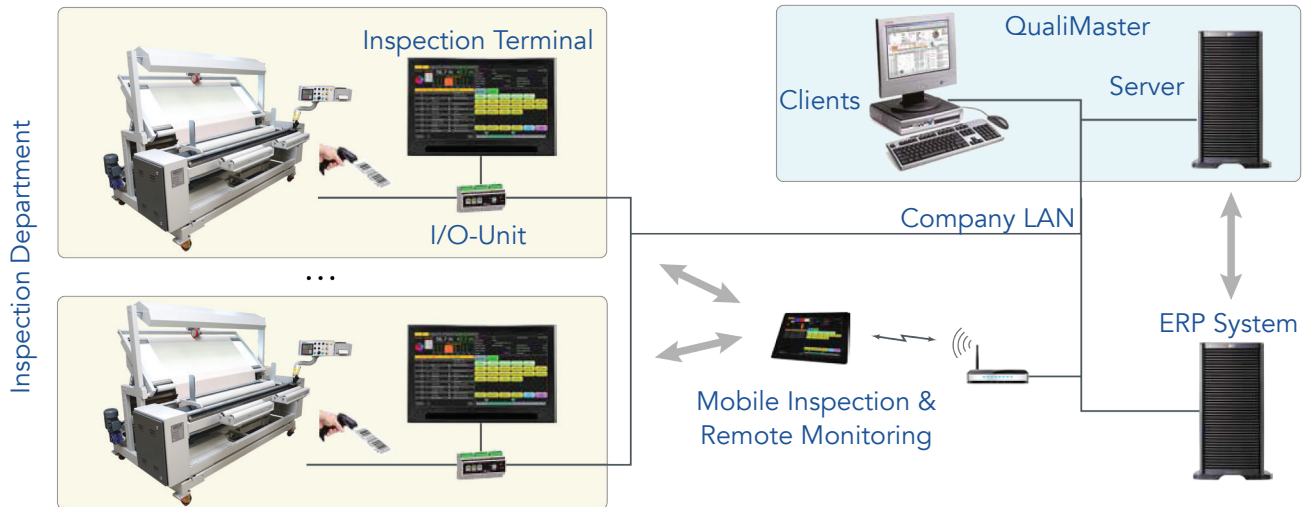 Inspection Department
Inspection Terminal
I/O-Unit
...
QualiMaster
Clients
Server
Company LAN
ERP System
Mobile Inspection &
Remote Monitoring